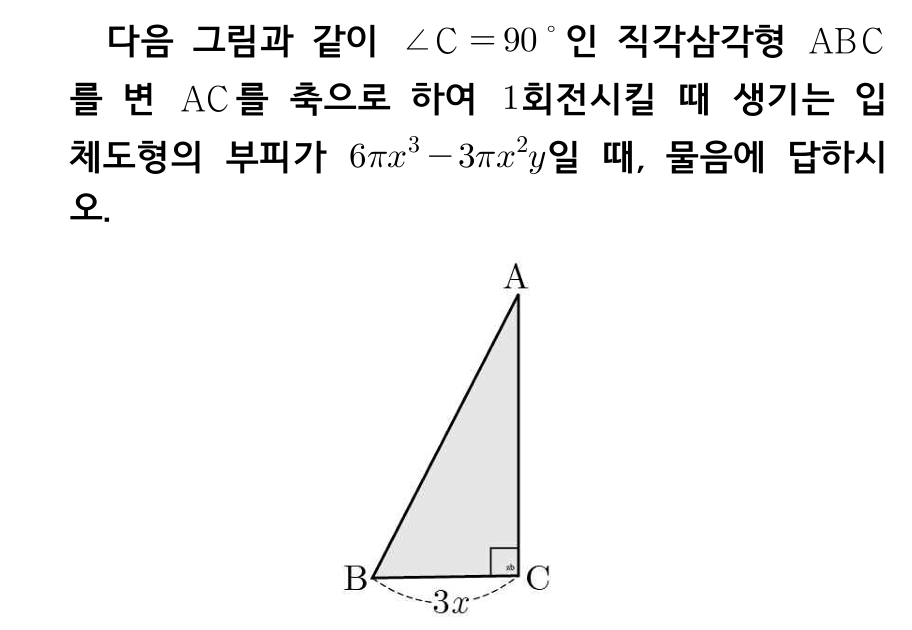 다음 그림과 같이 ∠C = 90°인 직각삼각형 ABC
를 변 AC를 축으로 하여 1회전시킬 때 생기는 입
체도형의 부피가 6πx³ − 3πx²y일 때, 물음에 답하시
오.
A
B
C
3x